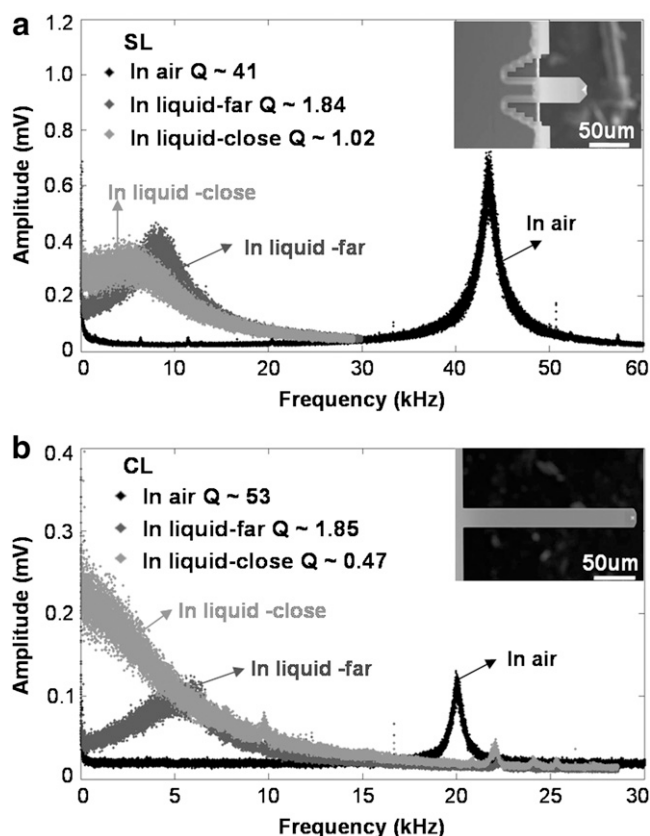 a
SL
In air Q ~ 41
In liquid-far Q ~ 1.84
In liquid-close Q ~ 1.02
50um
In liquid -close
In liquid -far
In air
Amplitude (mV)
1.2
1.0
0.8
0.6
0.4
0.2
0
0 10 20 30 40 50 60
Frequency (kHz)
b
CL
In air Q ~ 53
In liquid-far Q ~ 1.85
In liquid-close Q ~ 0.47
50um
In liquid -close
In liquid -far
In air
Amplitude (mV)
0.4
0.3
0.2
0.1
0
0 5 10 15 20 25 30
Frequency (kHz)